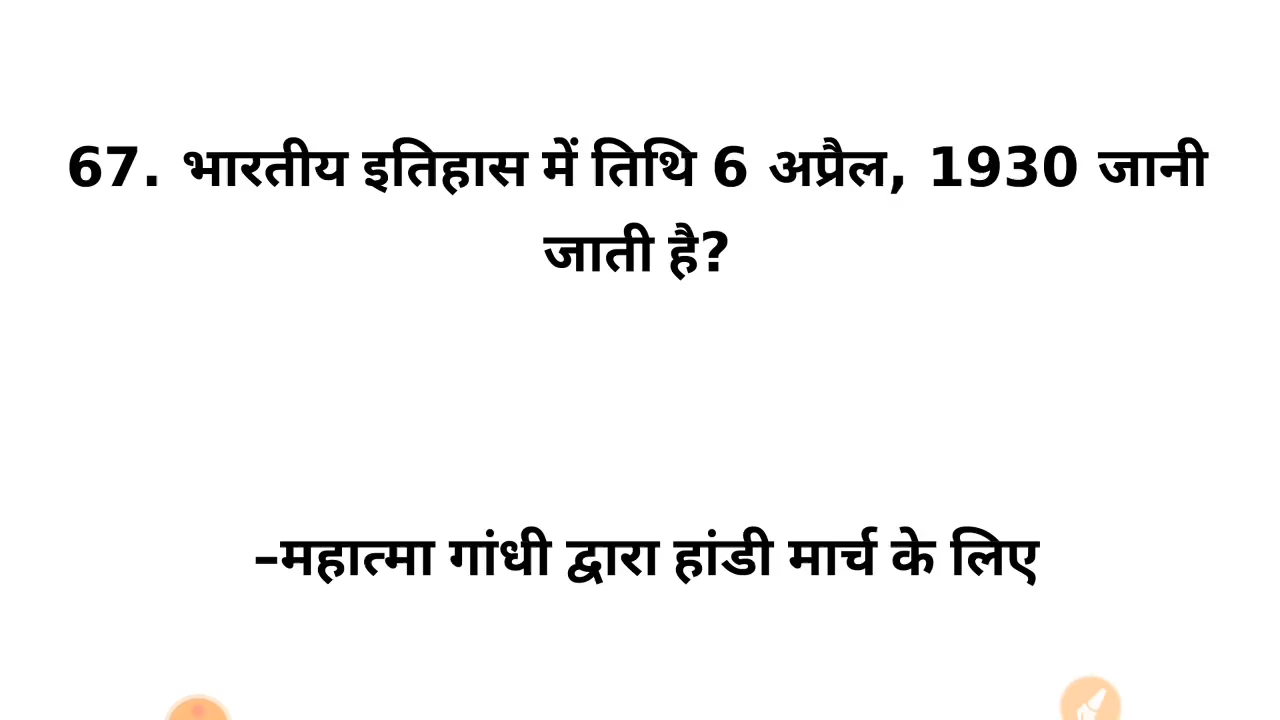 67. भारतीय इतिहास में तिथि 6 अप्रैल, 1930 जानी
जाती है?
–महात्मा गांधी द्वारा हांडी मार्च के लिए